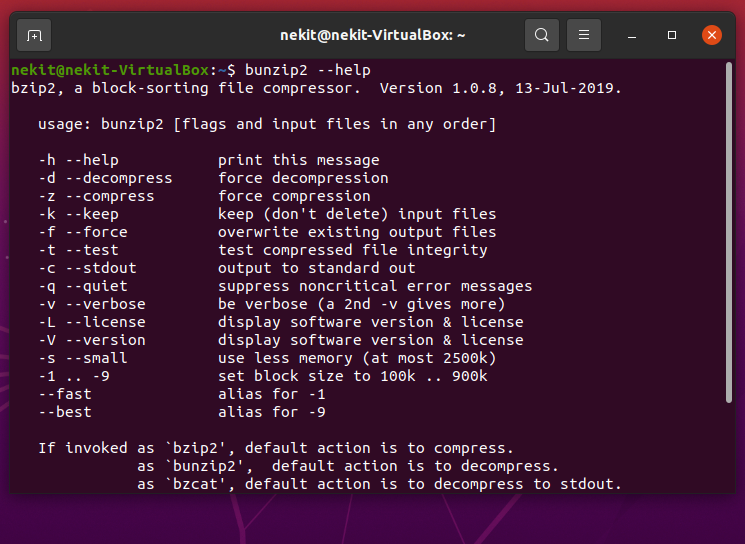 nekit@nekit-VirtualBox: ~
nekit@nekit-VirtualBox:~$ bunzip2 --help
bzip2, a block-sorting file compressor.  Version 1.0.8, 13-Jul-2019.
usage: bunzip2 [flags and input files in any order]
-h --help           print this message
-d --decompress     force decompression
-z --compress       force compression
-k --keep           keep (don't delete) input files
-f --force          overwrite existing output files
-t --test           test compressed file integrity
-c --stdout         output to standard out
-q --quiet          suppress noncritical error messages
-v --verbose        be verbose (a 2nd -v gives more)
-L --license        display software version & license
-V --version        display software version & license
-s --small          use less memory (at most 2500k)
-1 .. -9            set block size to 100k .. 900k
--fast              alias for -1
--best              alias for -9
If invoked as `bzip2', default action is to compress.
as `bunzip2',  default action is to decompress.
as `bzcat', default action is to decompress to stdout.